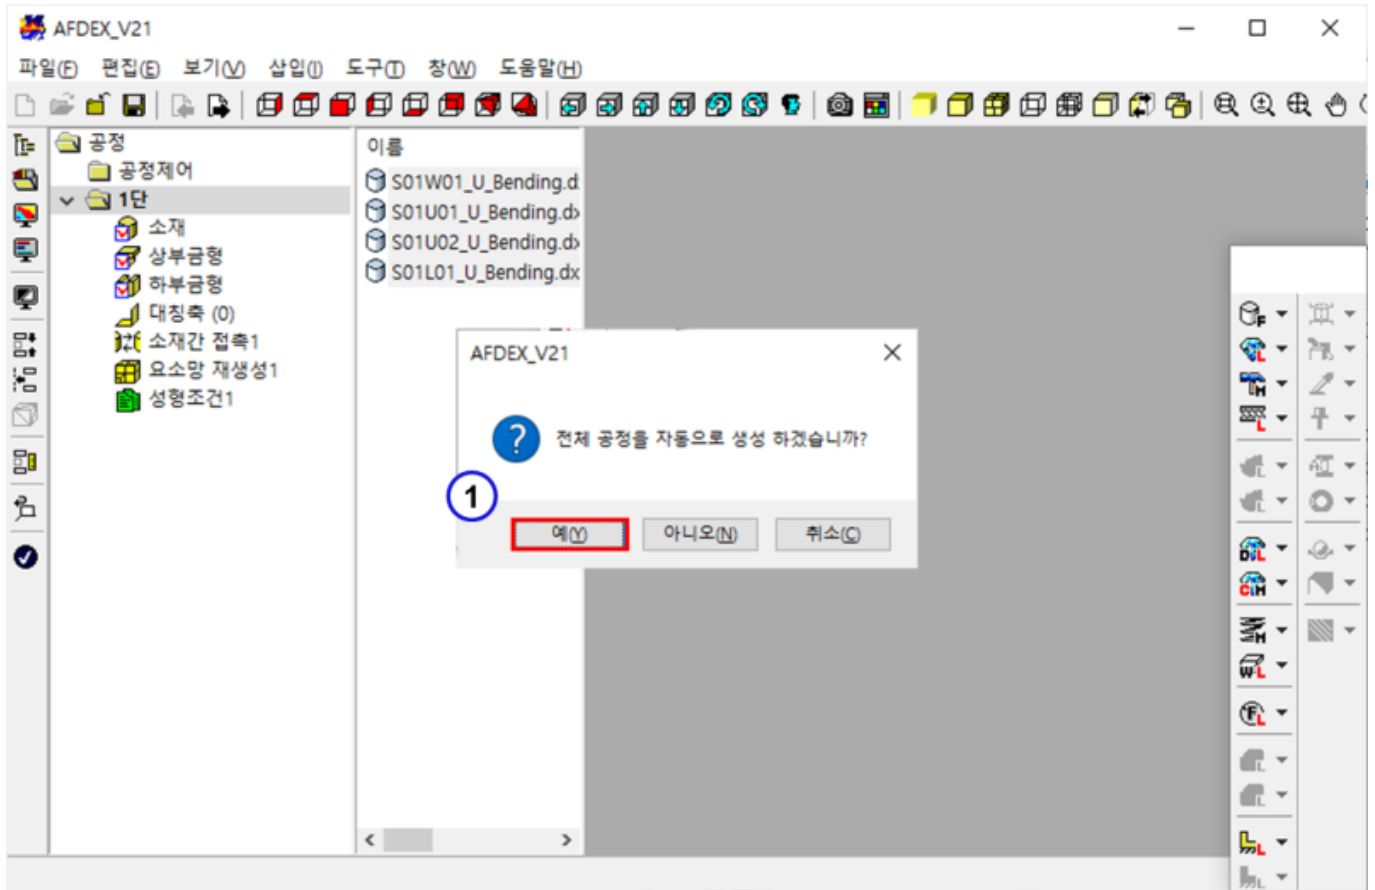 AFDEX_V21
파일(F) 편집(E) 보기(V) 삽입(I) 도구(T) 창(W) 도움말(H)
공정
공정제어
1단
소재
상부금형
하부금형
대칭축 (0)
소재간 접촉1
요소망 재생성1
성형조건1
이름
S01W01_U_Bending.d
S01U01_U_Bending.dx
S01U02_U_Bending.dx
S01L01_U_Bending.dx
AFDEX_V21
전체 공정을 자동으로 생성 하겠습니까?
1
예(Y) 아니오(N) 취소(C)